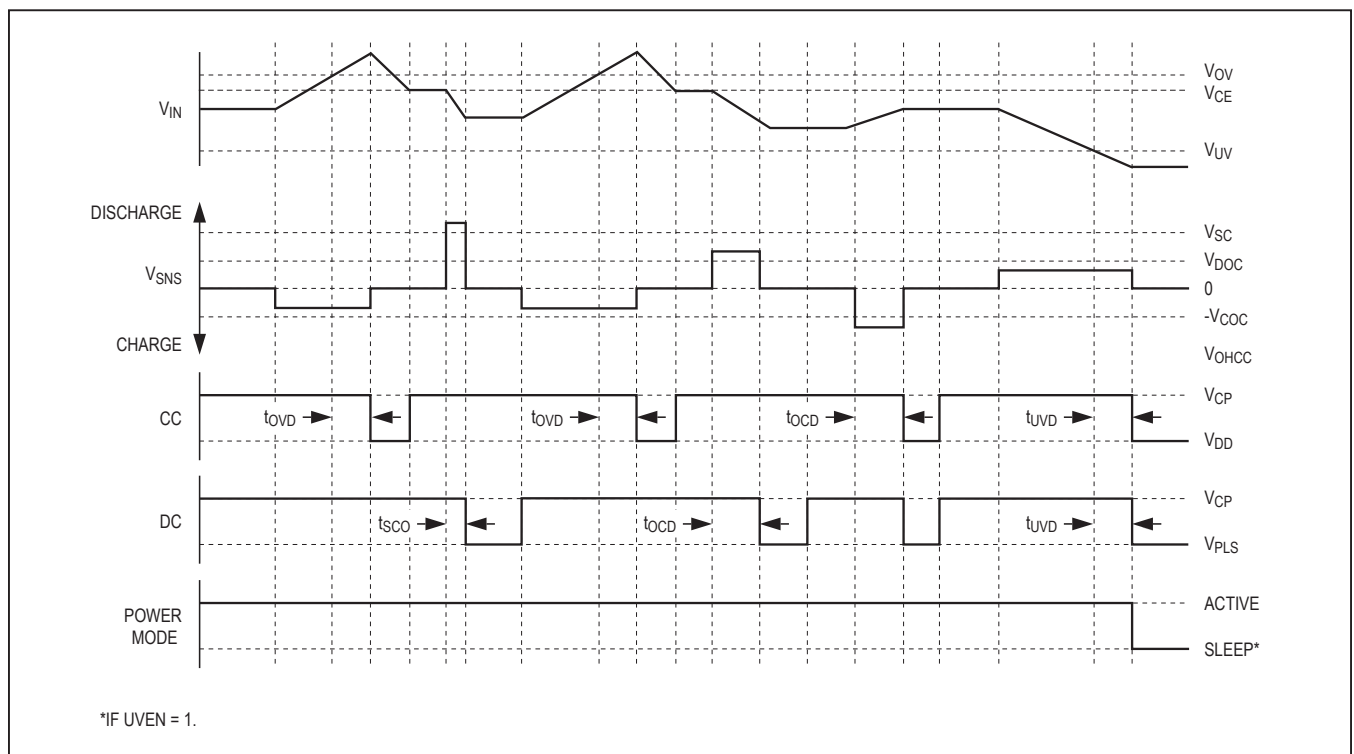 VIN
VOV
VCE
VUV
DISCHARGE
VSNS
CHARGE
VSC
VDOC
0
-VCOC
VOHCC
CC
tOVD
tOVD
tOCD
tUVD
VCP
VDD
DC
tSCO
tOCD
tUVD
VCP
VPLS
POWER
MODE
ACTIVE
SLEEP*
*IF UVEN = 1.